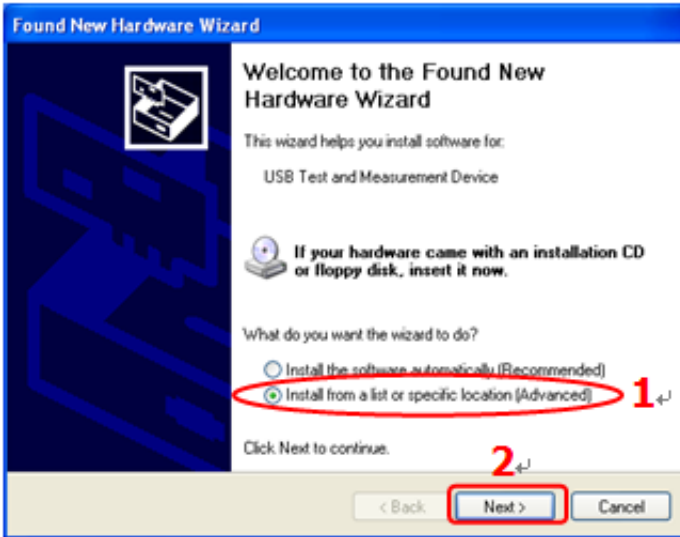 Found New Hardware Wizard
Welcome to the Found New
Hardware Wizard
This wizard helps you install software for:
USB Test and Measurement Device
If your hardware came with an installation CD
or floppy disk, insert it now.
What do you want the wizard to do?
Install the software automatically (Recommended)
Install from a list or specific location (Advanced)
1
Click Next to continue.
2
< Back
Next >
Cancel